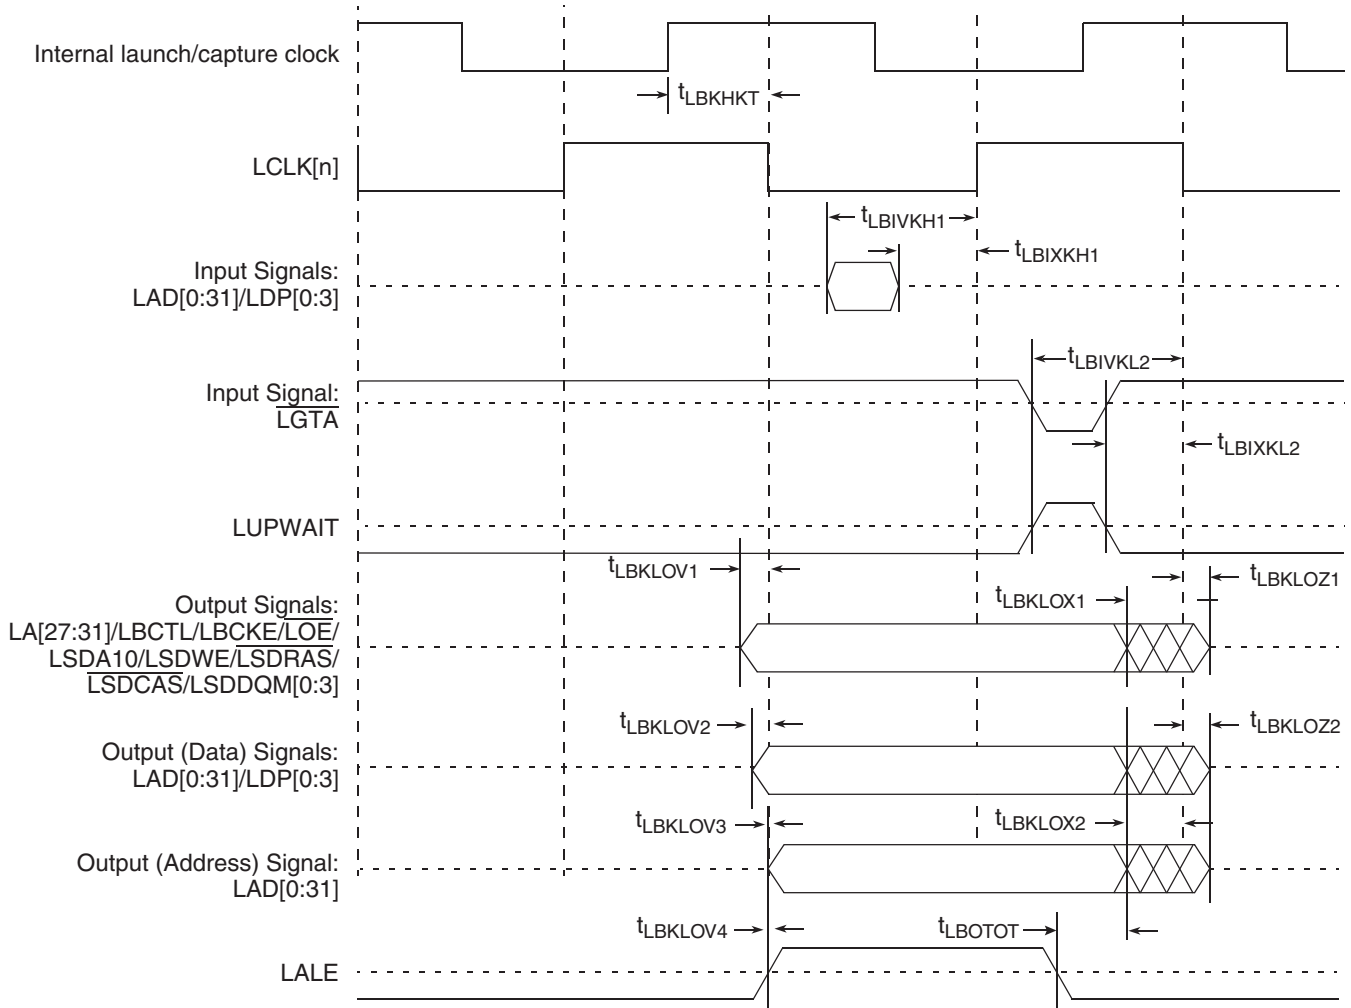 Internal launch/capture clock
tLBKHKT
LCLK[n]
tLBIVKH1
tLBIXKH1
Input Signals:
LAD[0:31]/LDP[0:3]
tLBIVKL2
Input Signal:
LGTA
tLBIXKL2
LUPWAIT
tLBKLOV1
tLBKLOZ1
tLBKLOX1
Output Signals:
LA[27:31]/LBCTL/LBCKE/LOE/
LSDA10/LSDWE/LSDRAS/
LSDCAS/LSDDQM[0:3]
tLBKLOV2
tLBKLOZ2
Output (Data) Signals:
LAD[0:31]/LDP[0:3]
tLBKLOV3
tLBKLOX2
Output (Address) Signal:
LAD[0:31]
tLBKLOV4
tLBOTOT
LALE